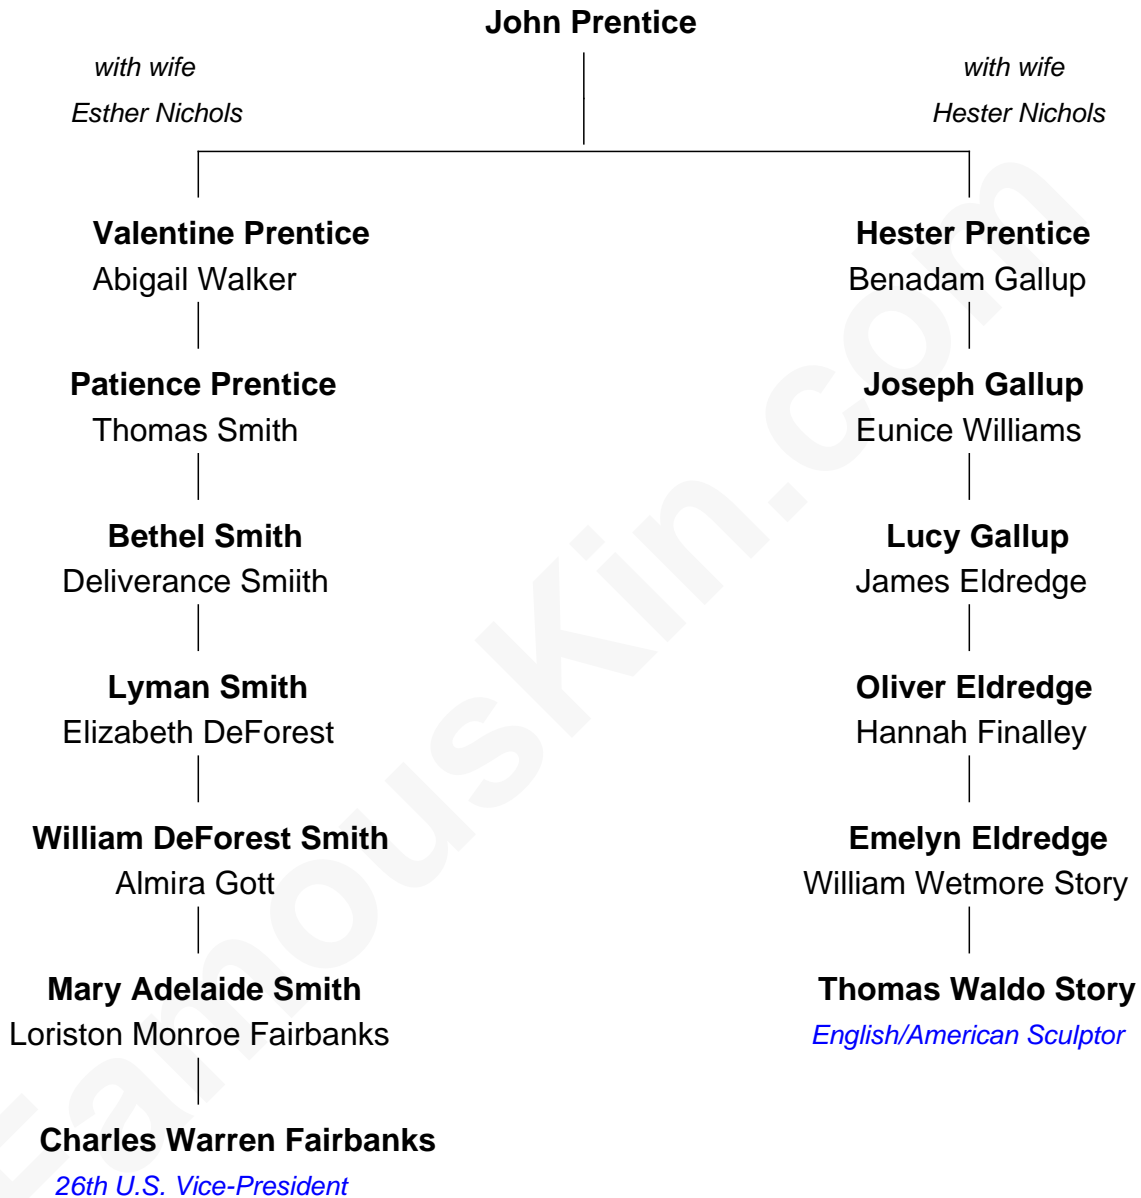 John Prentice
with wife
Esther Nichols
with wife
Hester Nichols
Valentine Prentice
Abigail Walker
Patience Prentice
Thomas Smith
Bethel Smith
Deliverance Smiith
Lyman Smith
Elizabeth DeForest
William DeForest Smith
Almira Gott
Mary Adelaide Smith
Loriston Monroe Fairbanks
Charles Warren Fairbanks
26th U.S. Vice-President
Hester Prentice
Benadam Gallup
Joseph Gallup
Eunice Williams
Lucy Gallup
James Eldredge
Oliver Eldredge
Hannah Finalley
Emelyn Eldredge
William Wetmore Story
Thomas Waldo Story
English/American Sculptor
FamousKin.com